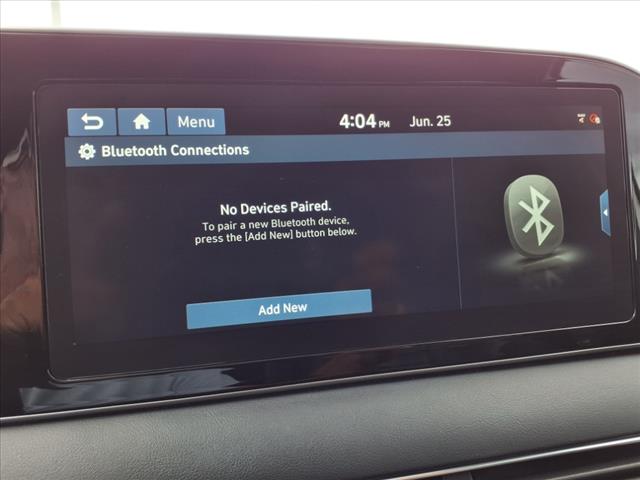 Menu 4:04 PM Jun. 25
Bluetooth Connections
No Devices Paired.
To pair a new Bluetooth device,
press the [Add New] button below.
Add New